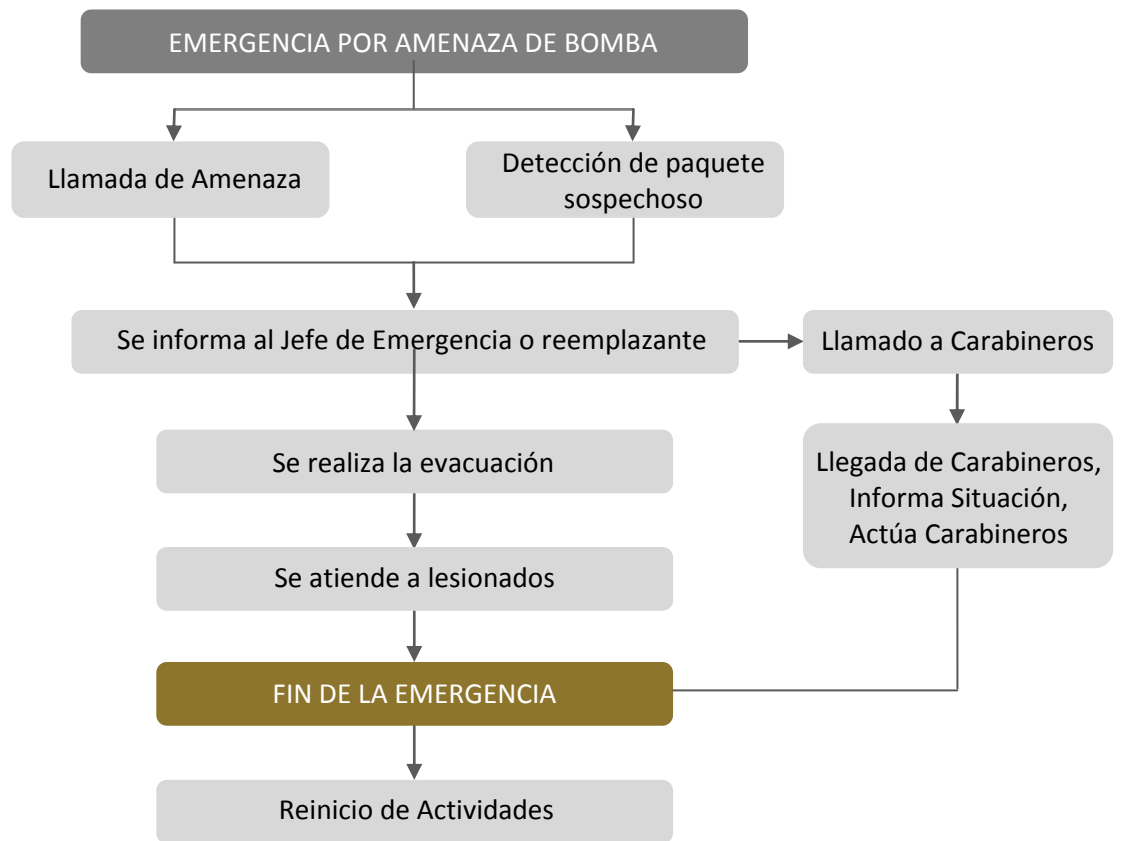 EMERGENCIA POR AMENAZA DE BOMBA
Llamada de Amenaza
Detección de paquete
sospechoso
Se informa al Jefe de Emergencia o reemplazante
Llamado a Carabineros
Se realiza la evacuación
Llegada de Carabineros,
Informa Situación,
Actúa Carabineros
Se atiende a lesionados
FIN DE LA EMERGENCIA
Reinicio de Actividades